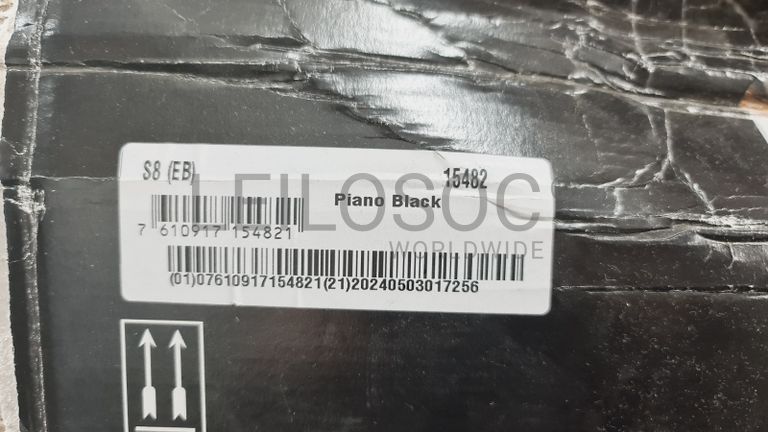 S8 (EB)
15482
Piano Black
7 610917 154821
(01)07610917154821(21)20240503017256
LEILOSOC
WORLDWIDE